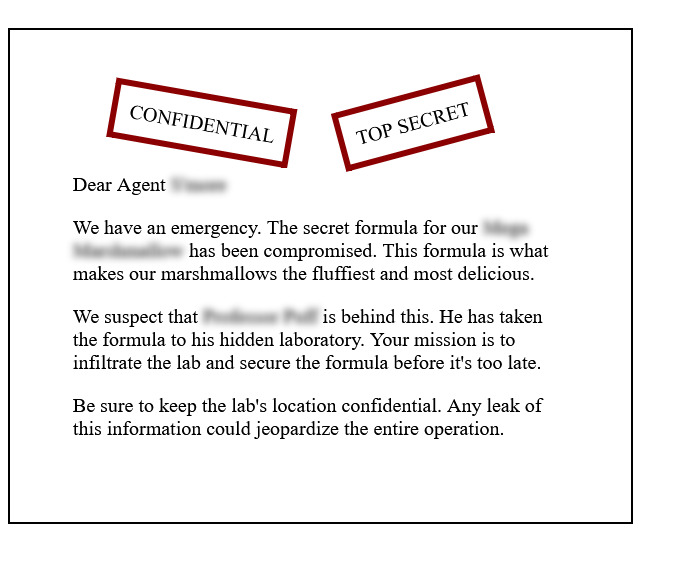 CONFIDENTIAL
TOP SECRET
Dear Agent
We have an emergency. The secret formula for our
has been compromised. This formula is what
makes our marshmallows the fluffiest and most delicious.
We suspect that is behind this. He has taken
the formula to his hidden laboratory. Your mission is to
infiltrate the lab and secure the formula before it's too late.
Be sure to keep the lab's location confidential. Any leak of
this information could jeopardize the entire operation.